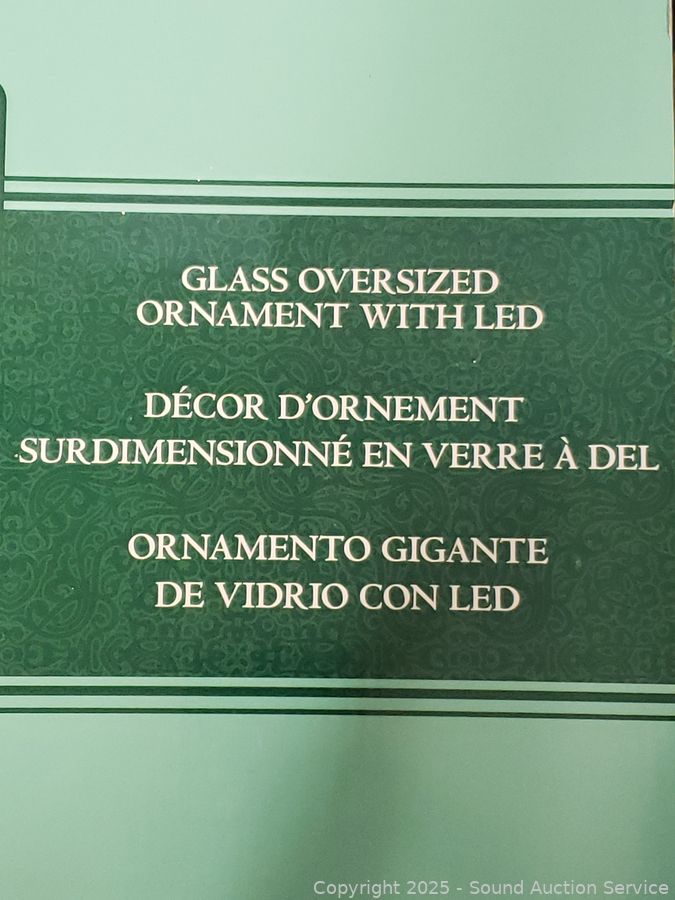 GLASS OVERSIZED
ORNAMENT WITH LED
DÉCOR D'ORNEMENT
SURDIMENSIONNÉ EN VERRE À DEL
ORNAMENTO GIGANTE
DE VIDRIO CON LED
Copyright 2025 - Sound Auction Service